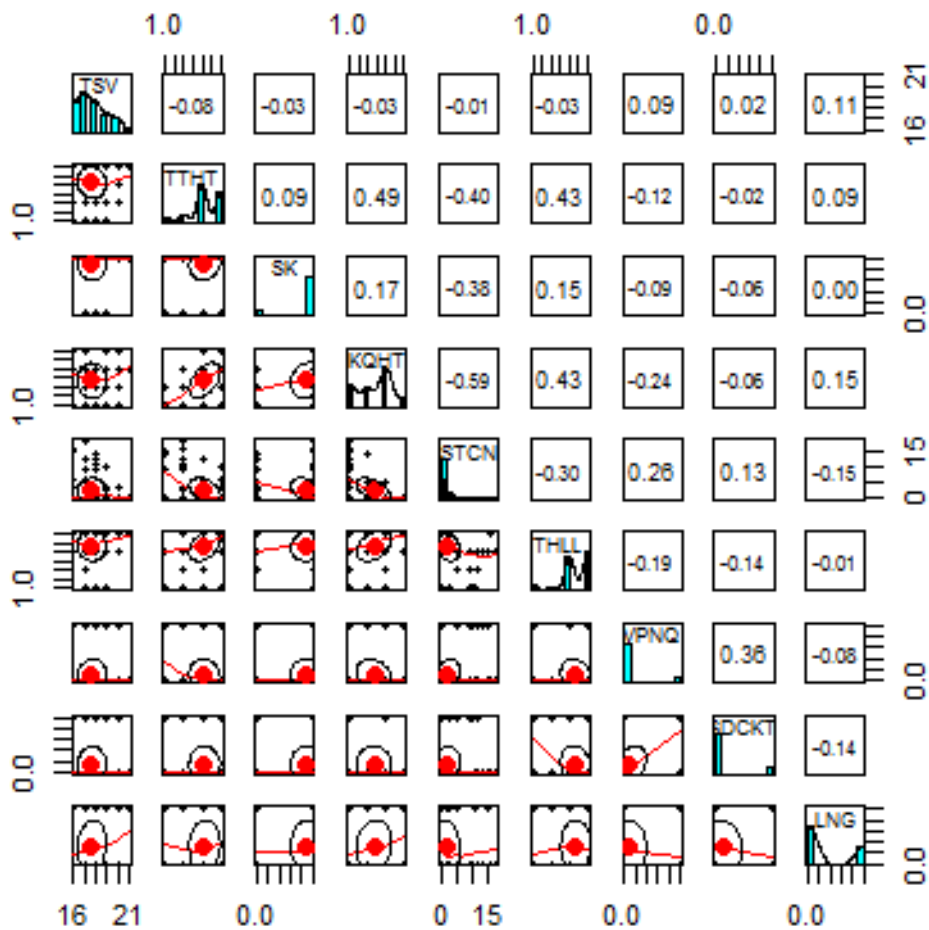 1.0 1.0 1.0 0.0
TSV -0.08 -0.03 -0.03 -0.01 -0.03 0.09 0.02 0.11 16 21
1.0 TTHT 0.09 0.49 -0.40 0.43 -0.12 -0.02 0.09
SK 0.17 -0.38 0.15 -0.09 -0.06 0.00 0.0
1.0 KQHT -0.59 0.43 -0.24 -0.06 0.15
STCN -0.30 0.26 0.13 -0.15 0 15
1.0 THLL -0.19 -0.14 -0.01
VPNQ 0.36 -0.08 0.0
0.0 SDCKT -0.14
LNG 0.0
16 21 0.0 0 15 0.0 0.0